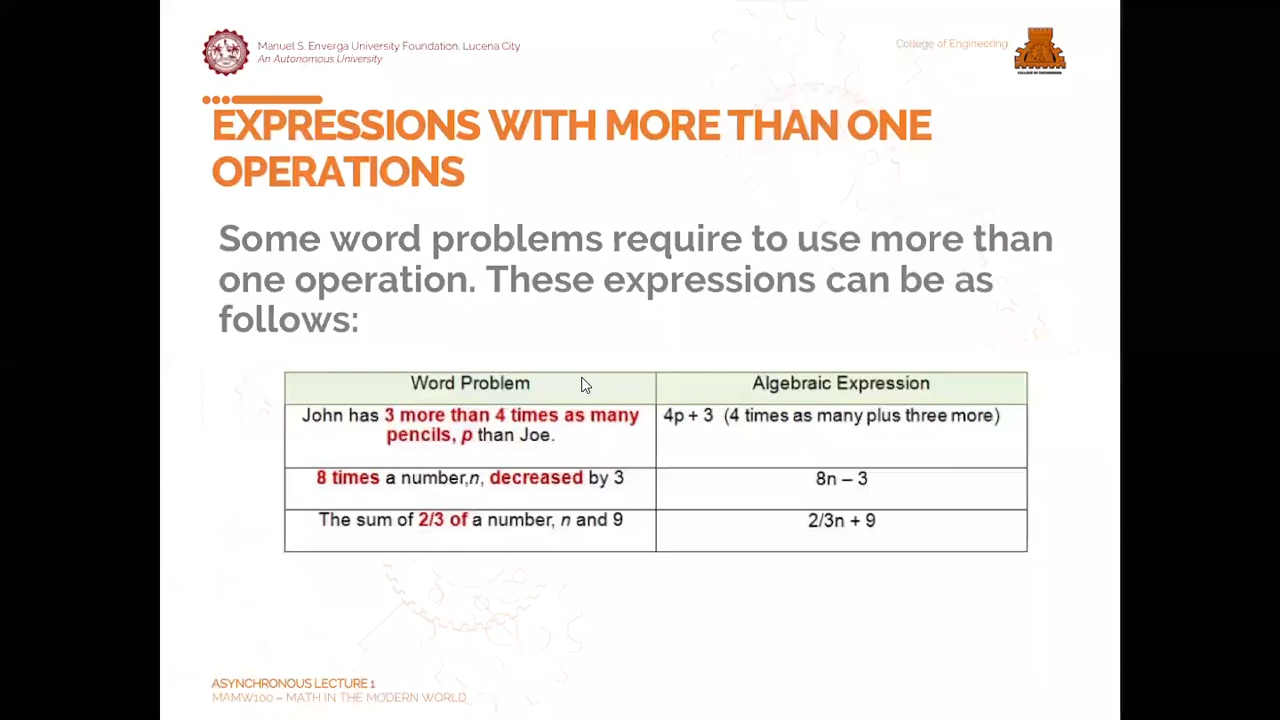 Manuel S. Enverga University Foundation. Lucena City
An Autonomous University
College of Engineering
COLLEGE OF ENGINEERING
EXPRESSIONS WITH MORE THAN ONE
OPERATIONS
Some word problems require to use more than
one operation. These expressions can be as
follows:
Word Problem
Algebraic Expression
John has 3 more than 4 times as many
pencils, p than Joe.
4p + 3 (4 times as many plus three more)
8 times a number,n, decreased by 3
8n – 3
The sum of 2/3 of a number, n and 9
2/3n + 9
ASYNCHRONOUS LECTURE 1
MAMW100 – MATH IN THE MODERN WORLD